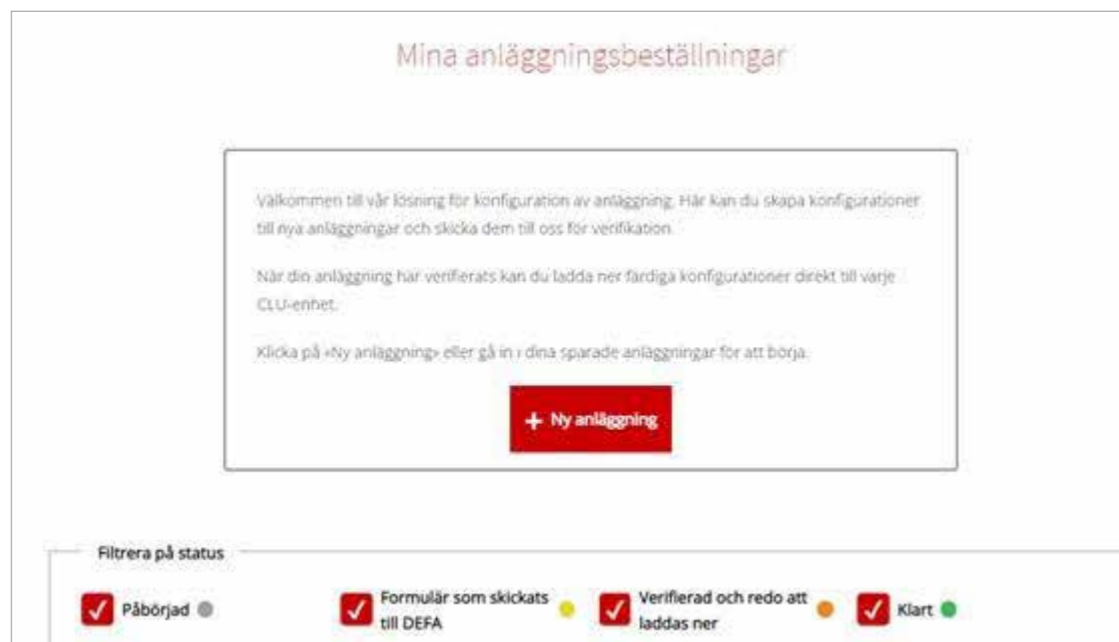 Mina anläggningsbeställningar
Välkommen till vår lösning för konfiguration av anläggning. Här kan du skapa konfigurationer
till nya anläggningar och skicka dem till oss för verifikation.
När din anläggning har verifierats kan du ladda ner färdiga konfigurationer direkt till varje
CLU-enhet.
Klicka på «Ny anläggning» eller gå in i dina sparade anläggningar för att börja.
+ Ny anläggning
Filtrera på status
Påbörjad
Formulär som skickats
till DEFA
Verifierad och redo att
laddas ner
Klart